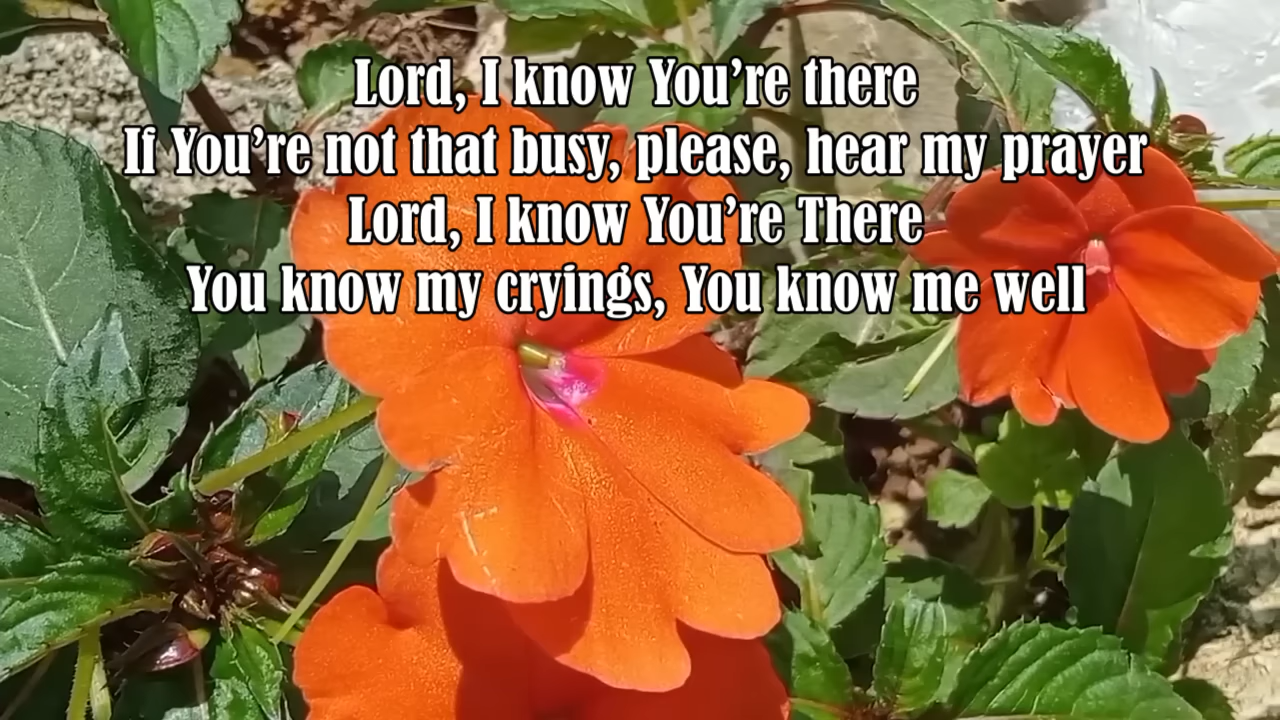 Lord, I know You’re there
If You’re not that busy, please, hear my prayer
Lord, I know You’re There
You know my cryings, You know me well